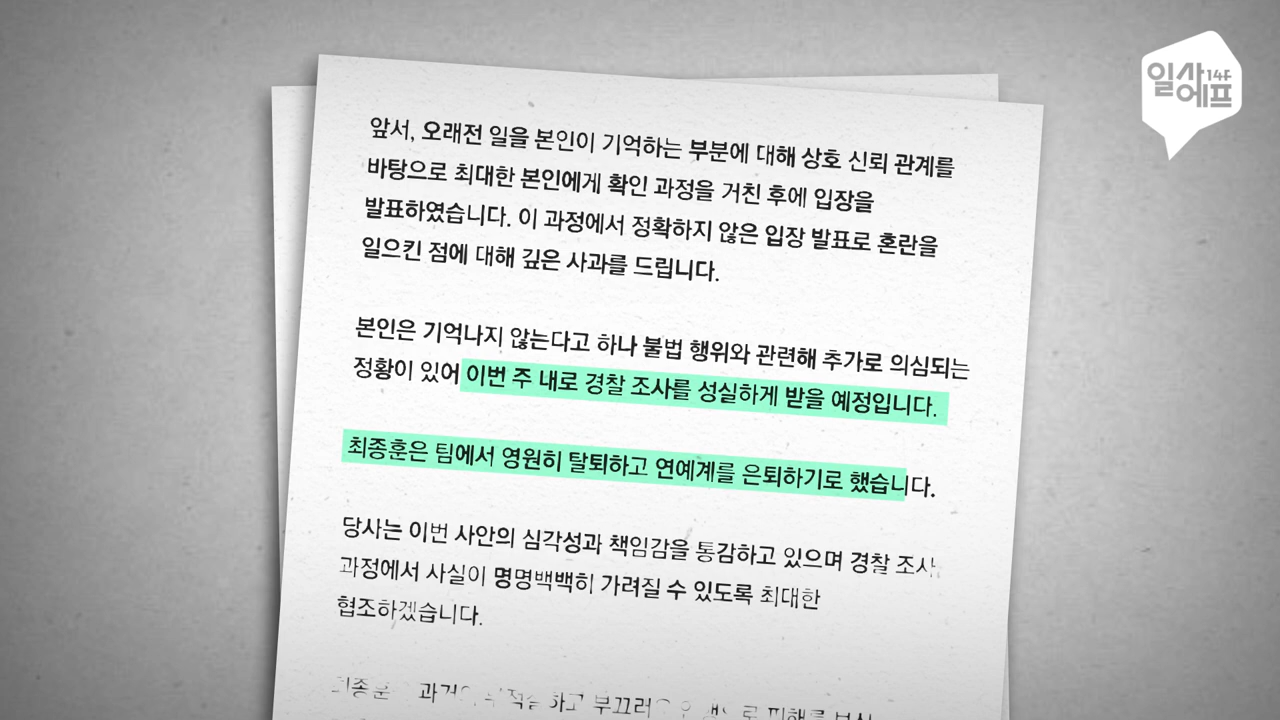 일사 14F
에프
앞서, 오래전 일을 본인이 기억하는 부분에 대해 상호 신뢰 관계를
바탕으로 최대한 본인에게 확인 과정을 거친 후에 입장을
발표하였습니다. 이 과정에서 정확하지 않은 입장 발표로 혼란을
일으킨 점에 대해 깊은 사과를 드립니다.
본인은 기억나지 않는다고 하나 불법 행위와 관련해 추가로 의심되는
정황이 있어 이번 주 내로 경찰 조사를 성실하게 받을 예정입니다.
최종훈은 팀에서 영원히 탈퇴하고 연예계를 은퇴하기로 했습니다.
당사는 이번 사안의 심각성과 책임감을 통감하고 있으며 경찰 조사
과정에서 사실이 명명백백히 가려질 수 있도록 최대한
협조하겠습니다.